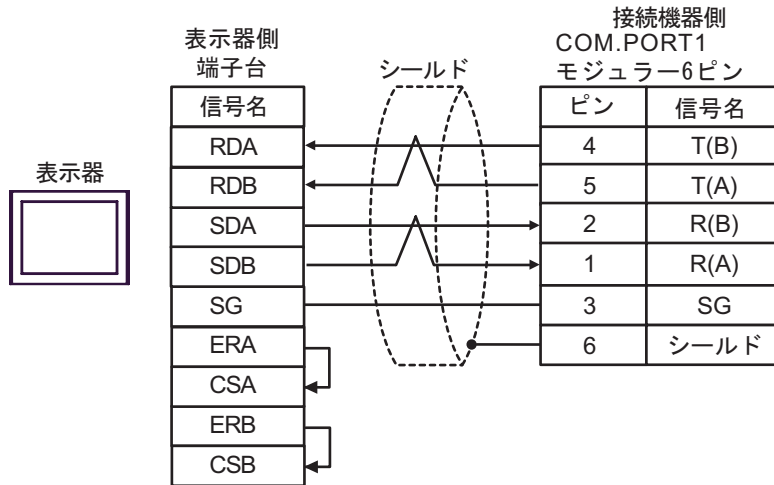 接続機器側
表示器側 COM.PORT1
端子台 シールド モジュラー6ピン
信号名 ピン 信号名
RDA 4 T(B)
表示器
RDB 5 T(A)
SDA 2 R(B)
SDB 1 R(A)
SG 3 SG
ERA 6 シールド
CSA
ERB
CSB